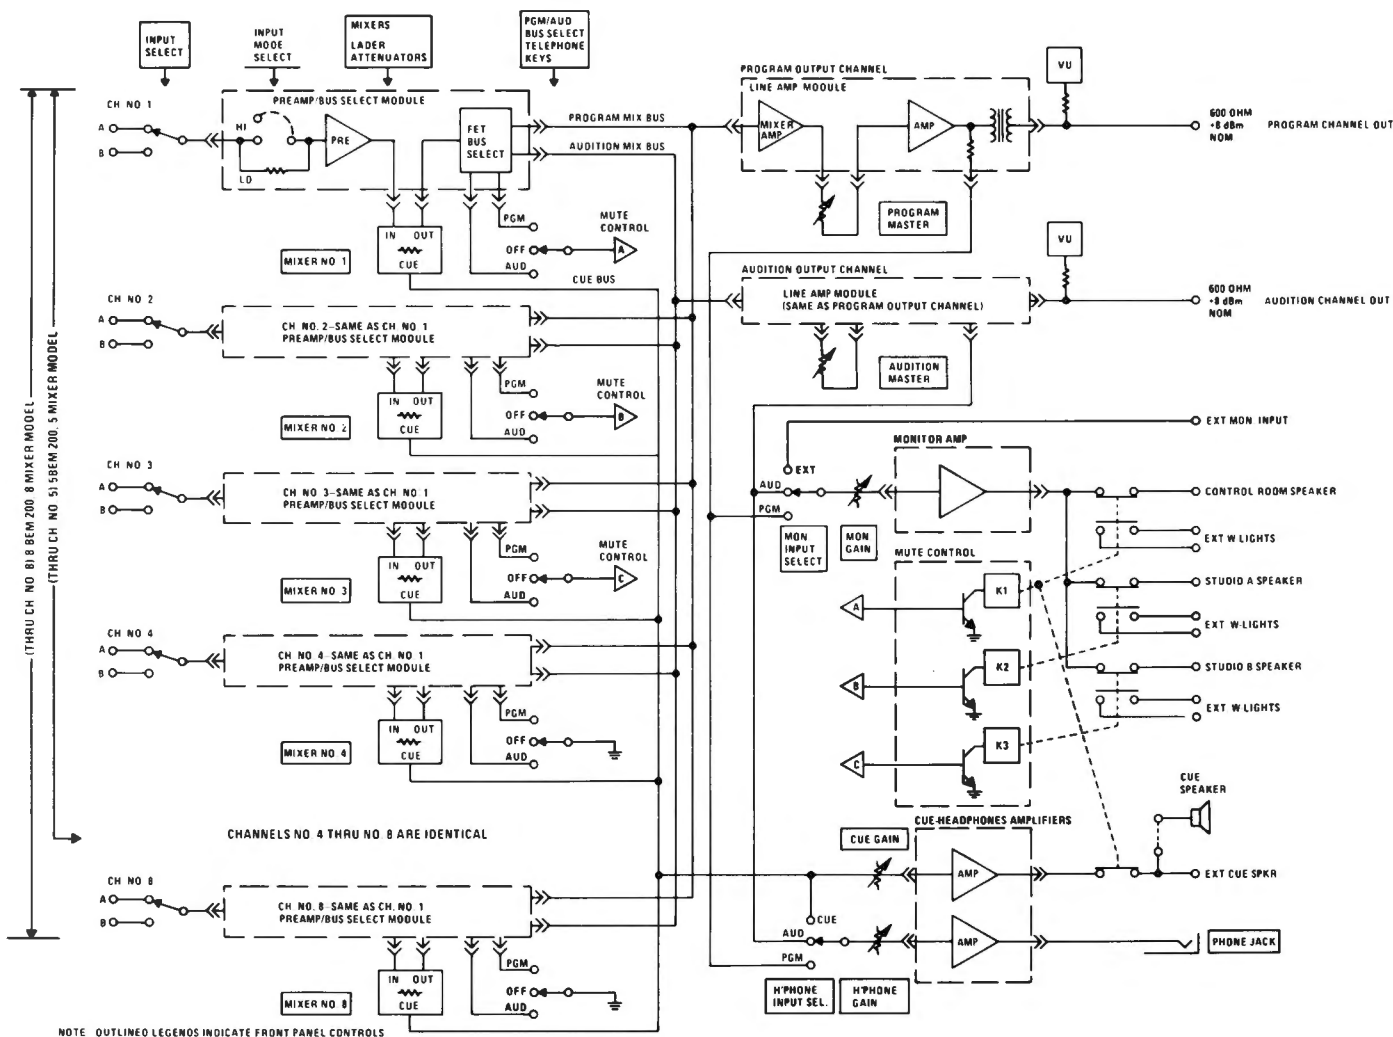 INPUT
SELECT
INPUT
MODE
SELECT
MIXERS
LADER
ATTENUATORS
PGM/AUD
BUS SELECT
TELEPHONE
KEYS
(THRU CH NO. 8) 8 BEM 200, 8 MIXER MODEL
(THRU CH NO 5) 5BEM 200, 5 MIXER MODEL
CH NO 1
A
B
PREAMP/BUS SELECT MODULE
HI
LO
PRE
FET
BUS
SELECT
PROGRAM MIX BUS
AUDITION MIX BUS
IN OUT
CUE
MIXER NO 1
PGM
OFF
AUD
MUTE
CONTROL
A
CUE BUS
CH NO 2
A
B
CH NO. 2-SAME AS CH NO 1
PREAMP/BUS SELECT MODULE
IN OUT
CUE
MIXER NO 2
PGM
OFF
AUD
MUTE
CONTROL
B
CH NO 3
A
B
CH NO 3-SAME AS CH NO 1
PREAMP/BUS SELECT MODULE
IN OUT
CUE
MIXER NO 3
PGM
OFF
AUD
MUTE
CONTROL
C
CH NO 4
A
B
CH NO 4-SAME AS CH NO 1
PREAMP/BUS SELECT MODULE
IN OUT
CUE
MIXER NO 4
PGM
OFF
AUD
CHANNELS NO 4 THRU NO 8 ARE IDENTICAL
CH NO 8
A
B
CH NO. 8-SAME AS CH. NO 1
PREAMP/BUS SELECT MODULE
IN OUT
CUE
MIXER NO 8
PGM
OFF
AUD
NOTE OUTLINED LEGENDS INDICATE FRONT PANEL CONTROLS
PROGRAM OUTPUT CHANNEL
LINE AMP MODULE
MIXER
AMP
AMP
PROGRAM
MASTER
VU
600 OHM
+8 dBm
NOM
PROGRAM CHANNEL OUT
AUDITION OUTPUT CHANNEL
LINE AMP MODULE
(SAME AS PROGRAM OUTPUT CHANNEL)
AUDITION
MASTER
VU
600 OHM
+8 dBm
NOM
AUDITION CHANNEL OUT
EXT MON INPUT
EXT
AUD
PGM
MON
INPUT
SELECT
MON
GAIN
MONITOR AMP
CONTROL ROOM SPEAKER
EXT W LIGHTS
STUDIO A SPEAKER
EXT W-LIGHTS
STUDIO B SPEAKER
EXT W LIGHTS
MUTE CONTROL
A
K1
B
K2
C
K3
CUE
SPEAKER
CUE-HEADPHONES AMPLIFIERS
CUE GAIN
AMP
EXT CUE SPKR
CUE
AUD
PGM
H'PHONE
INPUT SEL.
H'PHONE
GAIN
AMP
PHONE JACK